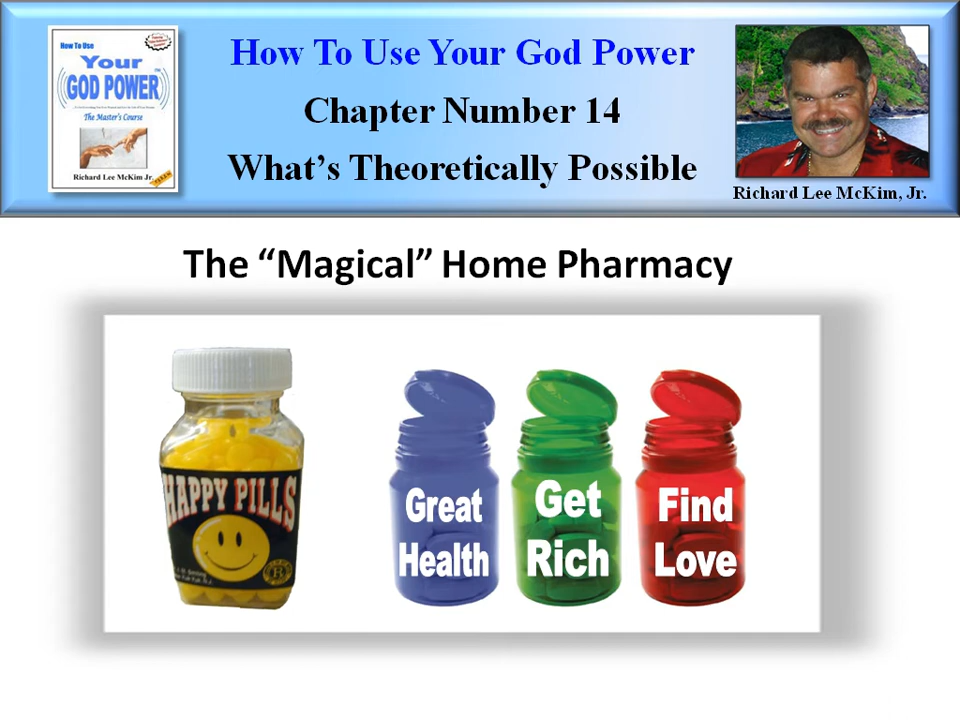 How To Use Your God Power
Chapter Number 14
What's Theoretically Possible
How To Use
Your
GOD POWER
The Master's Course
Richard Lee McKim Jr.
Richard Lee McKim, Jr.
The “Magical” Home Pharmacy
HAPPY PILLS
Great
Health
Get
Rich
Find
Love